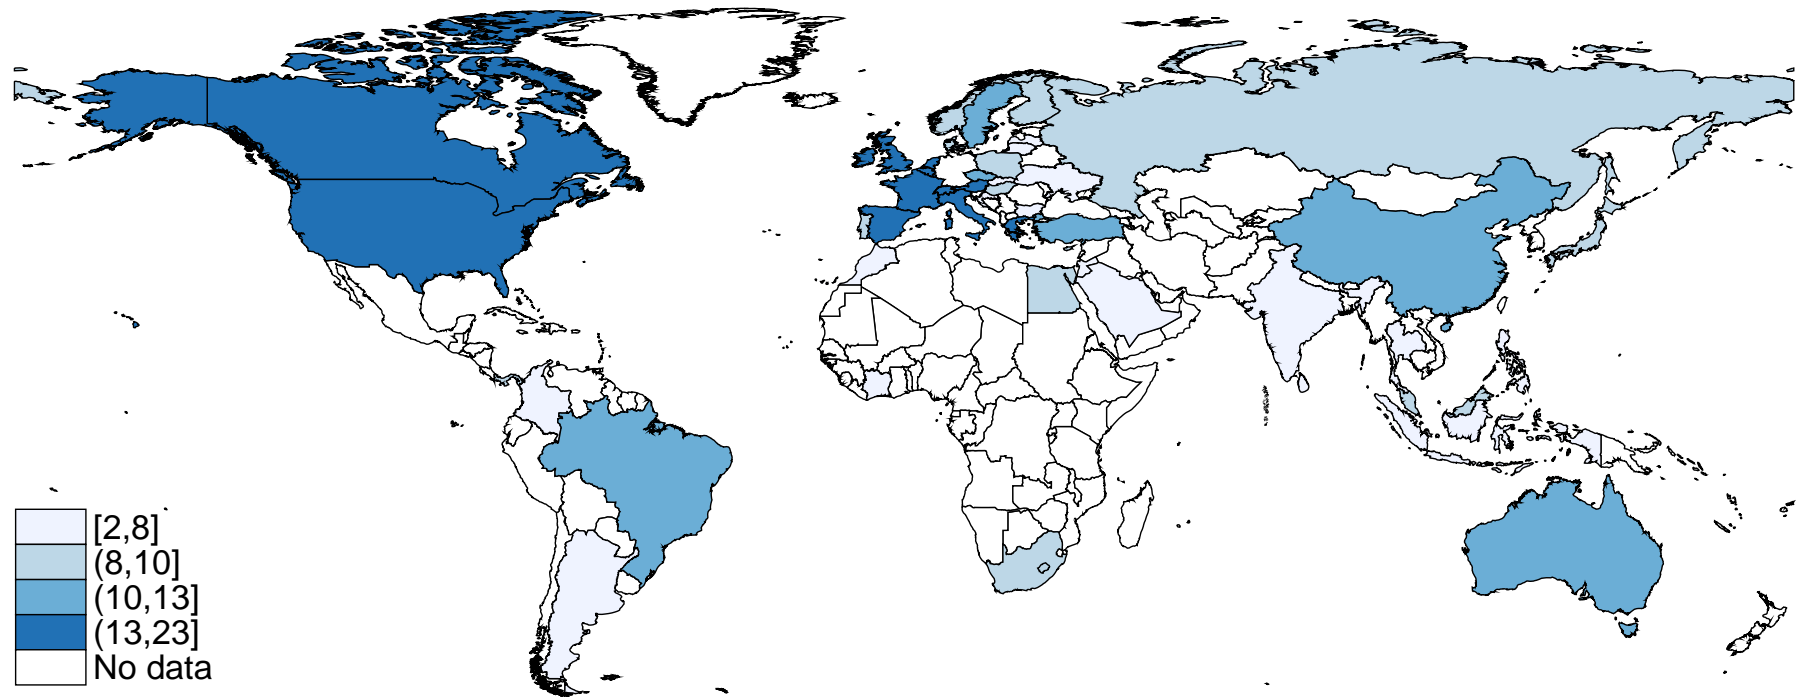 [2,8]
(8,10]
(10,13]
(13,23]
No data